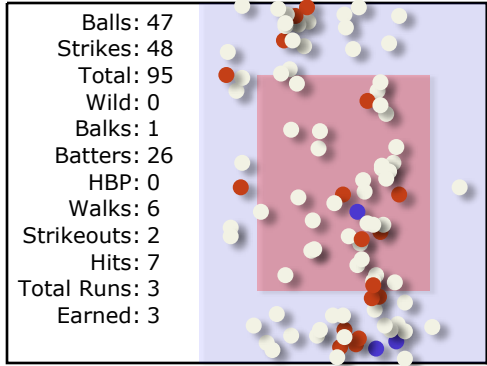 Balls: 47
Strikes: 48
Total: 95
Wild: 0
Balks: 1
Batters: 26
HBP: 0
Walks: 6
Strikeouts: 2
Hits: 7
Total Runs: 3
Earned: 3